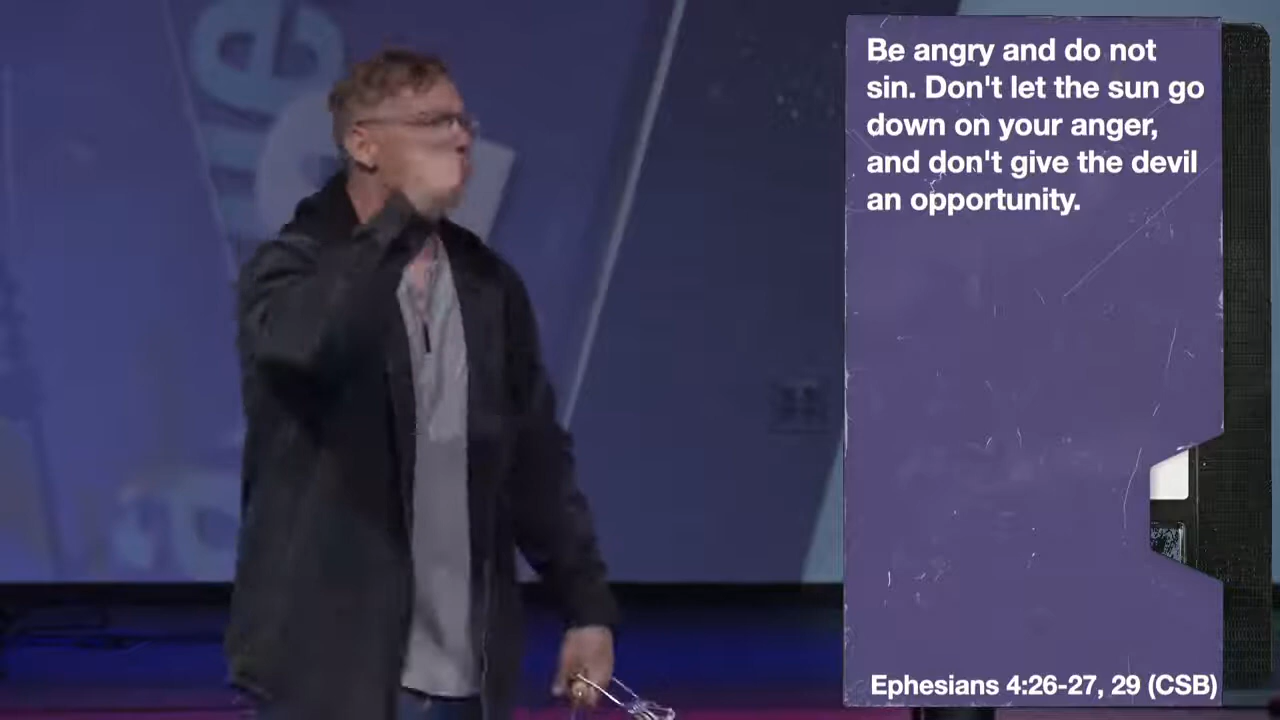 Be angry and do not
sin. Don't let the sun go
down on your anger,
and don't give the devil
an opportunity.
Ephesians 4:26-27, 29 (CSB)